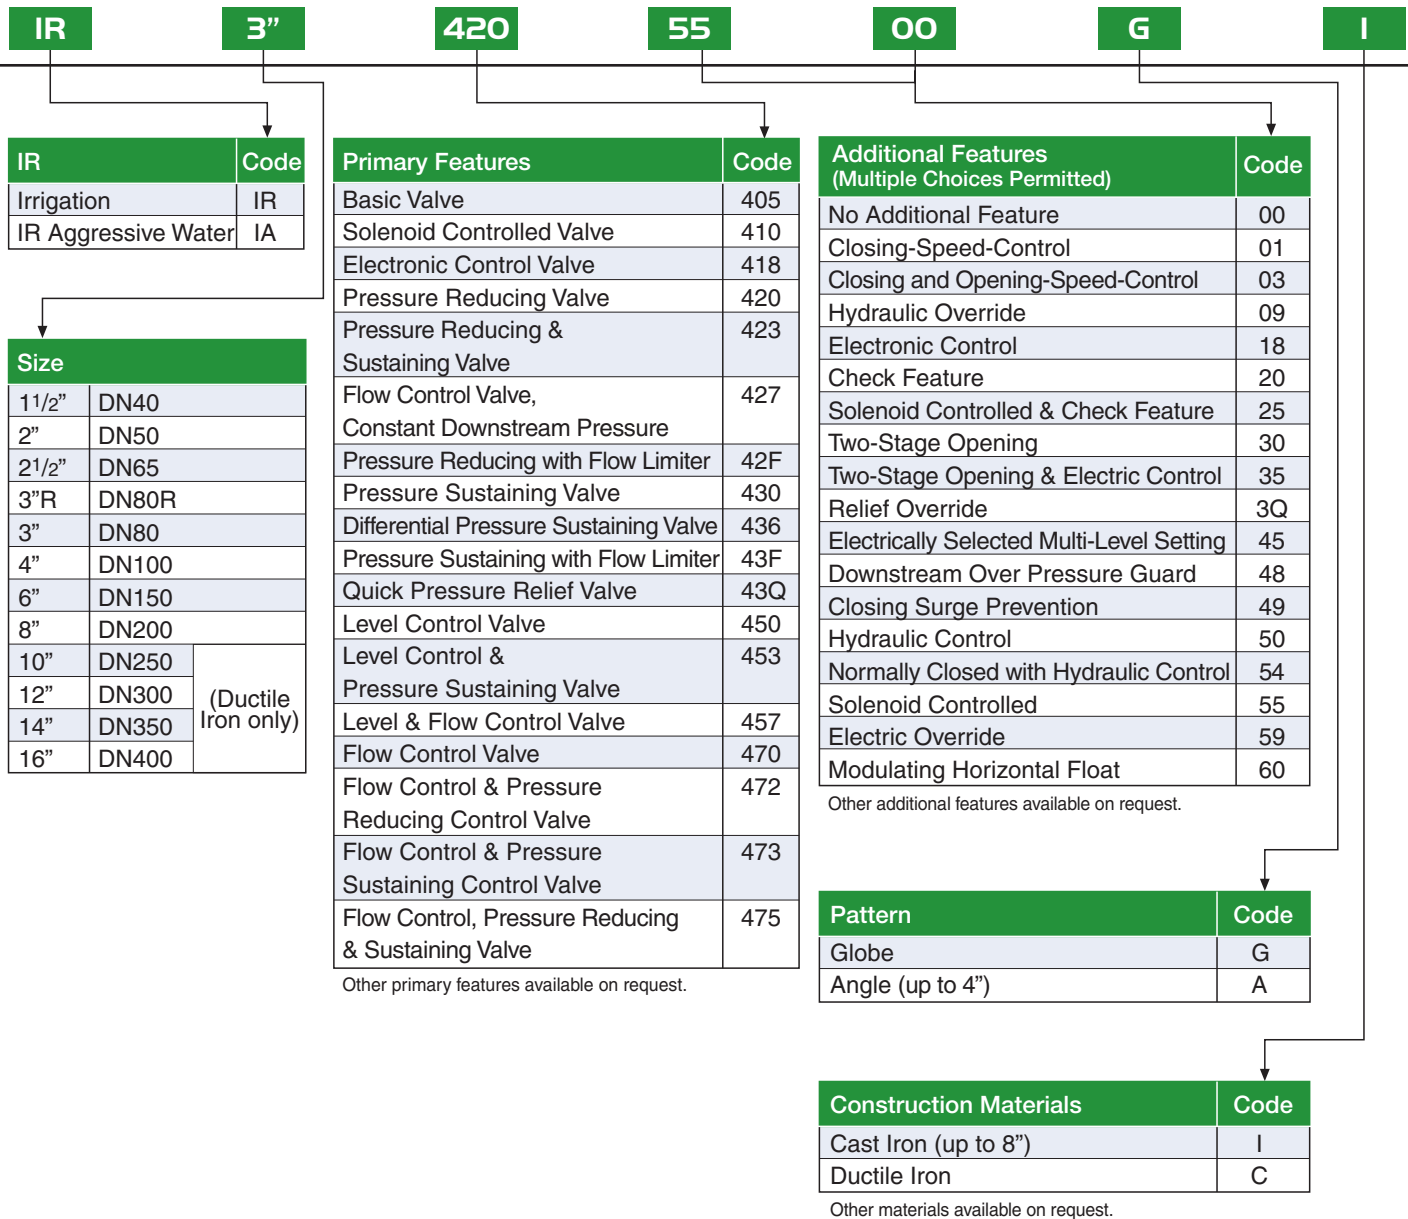 IR 3” 420 55 00 G I
IR Code
Irrigation IR
IR Aggressive Water IA
Size
1 1/2” DN40
2” DN50
2 1/2” DN65
3”R DN80R
3” DN80
4” DN100
6” DN150
8” DN200
10” DN250
12” DN300
14” DN350
16” DN400
(Ductile
Iron only)
Primary Features Code
Basic Valve 405
Solenoid Controlled Valve 410
Electronic Control Valve 418
Pressure Reducing Valve 420
Pressure Reducing & 423
Sustaining Valve
Flow Control Valve, 427
Constant Downstream Pressure
Pressure Reducing with Flow Limiter 42F
Pressure Sustaining Valve 430
Differential Pressure Sustaining Valve 436
Pressure Sustaining with Flow Limiter 43F
Quick Pressure Relief Valve 43Q
Level Control Valve 450
Level Control & 453
Pressure Sustaining Valve
Level & Flow Control Valve 457
Flow Control Valve 470
Flow Control & Pressure 472
Reducing Control Valve
Flow Control & Pressure 473
Sustaining Control Valve
Flow Control, Pressure Reducing 475
& Sustaining Valve
Other primary features available on request.
Additional Features Code
(Multiple Choices Permitted)
No Additional Feature 00
Closing-Speed-Control 01
Closing and Opening-Speed-Control 03
Hydraulic Override 09
Electronic Control 18
Check Feature 20
Solenoid Controlled & Check Feature 25
Two-Stage Opening 30
Two-Stage Opening & Electric Control 35
Relief Override 3Q
Electrically Selected Multi-Level Setting 45
Downstream Over Pressure Guard 48
Closing Surge Prevention 49
Hydraulic Control 50
Normally Closed with Hydraulic Control 54
Solenoid Controlled 55
Electric Override 59
Modulating Horizontal Float 60
Other additional features available on request.
Pattern Code
Globe G
Angle (up to 4”) A
Construction Materials Code
Cast Iron (up to 8”) I
Ductile Iron C
Other materials available on request.